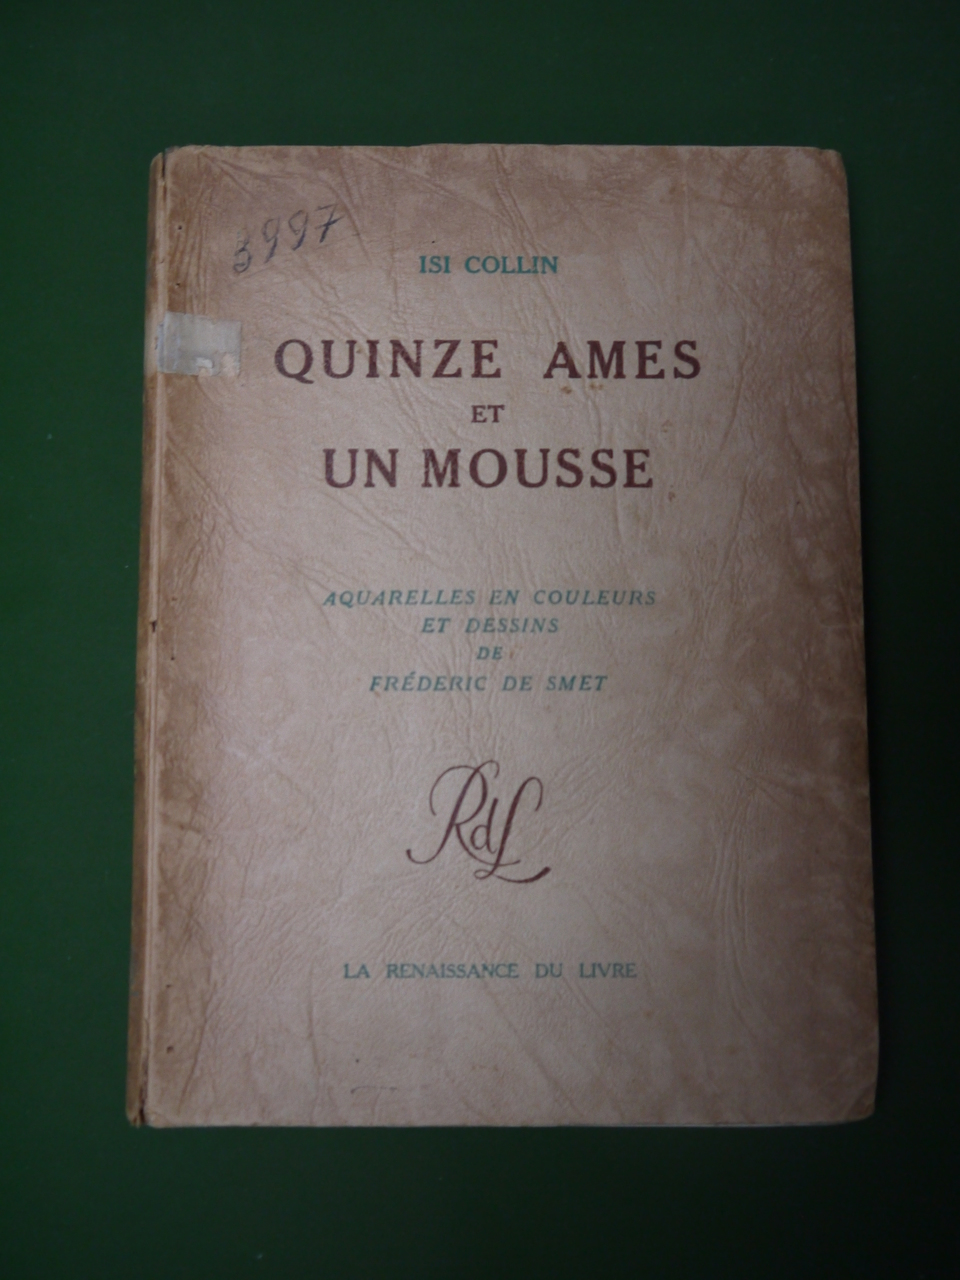 3997
ISI COLLIN
QUINZE AMES
ET
UN MOUSSE
AQUARELLES EN COULEURS
ET DESSINS
DE
FRÉDERIC DE SMET
RdL
LA RENAISSANCE DU LIVRE